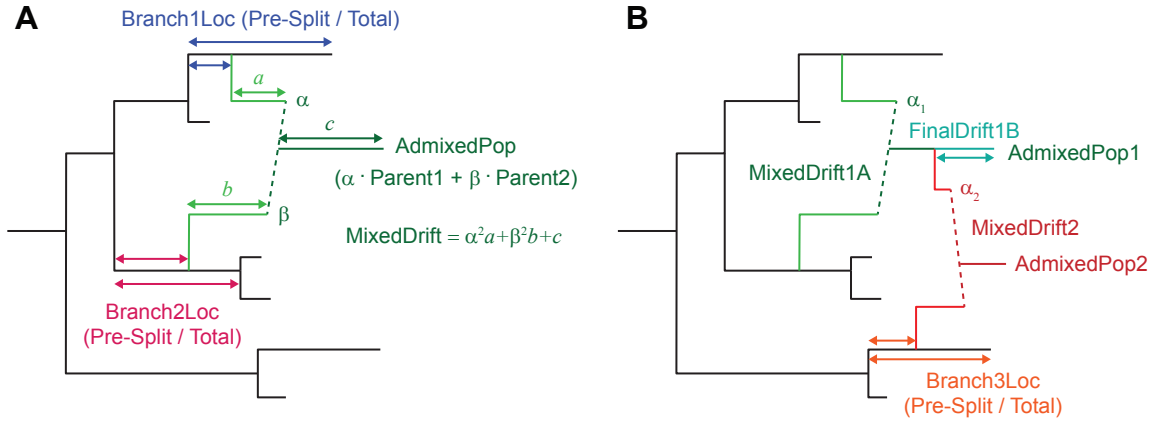 A
Branch1Loc (Pre-Split / Total)
a
α
c
AdmixedPop
(α · Parent1 + β · Parent2)
b
β
MixedDrift = α²a+β²b+c
Branch2Loc
(Pre-Split / Total)
B
α₁
FinalDrift1B
AdmixedPop1
MixedDrift1A
α₂
MixedDrift2
AdmixedPop2
Branch3Loc
(Pre-Split / Total)